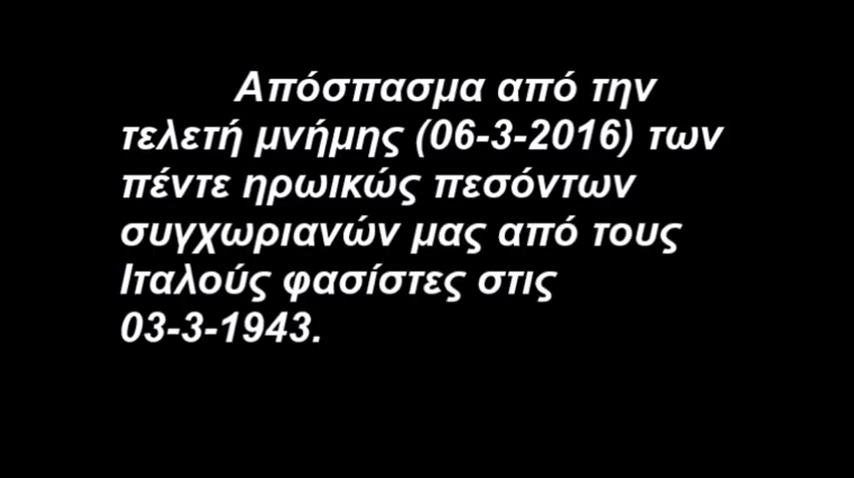 Απόσπασμα από την
τελετή μνήμης (06-3-2016) των
πέντε ηρωικώς πεσόντων
συγχωριανών μας από τους
Ιταλούς φασίστες στις
03-3-1943.